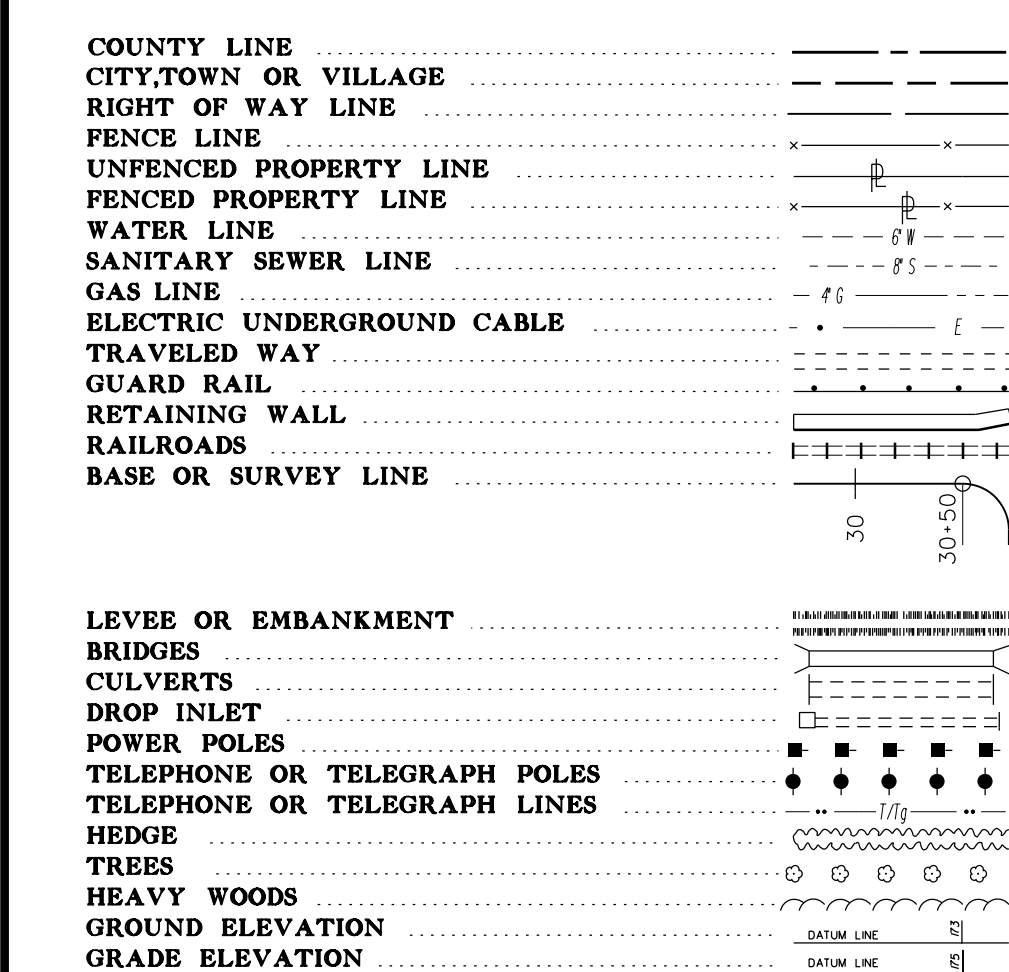 COUNTY LINE
CITY,TOWN OR VILLAGE
RIGHT OF WAY LINE
FENCE LINE
UNFENCED PROPERTY LINE PL
FENCED PROPERTY LINE PL
WATER LINE 6" W
SANITARY SEWER LINE 8" S
GAS LINE 4" G
ELECTRIC UNDERGROUND CABLE E
TRAVELED WAY
GUARD RAIL
RETAINING WALL
RAILROADS
BASE OR SURVEY LINE
30 30+50
LEVEE OR EMBANKMENT
BRIDGES
CULVERTS
DROP INLET
POWER POLES
TELEPHONE OR TELEGRAPH POLES
TELEPHONE OR TELEGRAPH LINES T/Tg
HEDGE
TREES
HEAVY WOODS
GROUND ELEVATION DATUM LINE 173
GRADE ELEVATION DATUM LINE 175